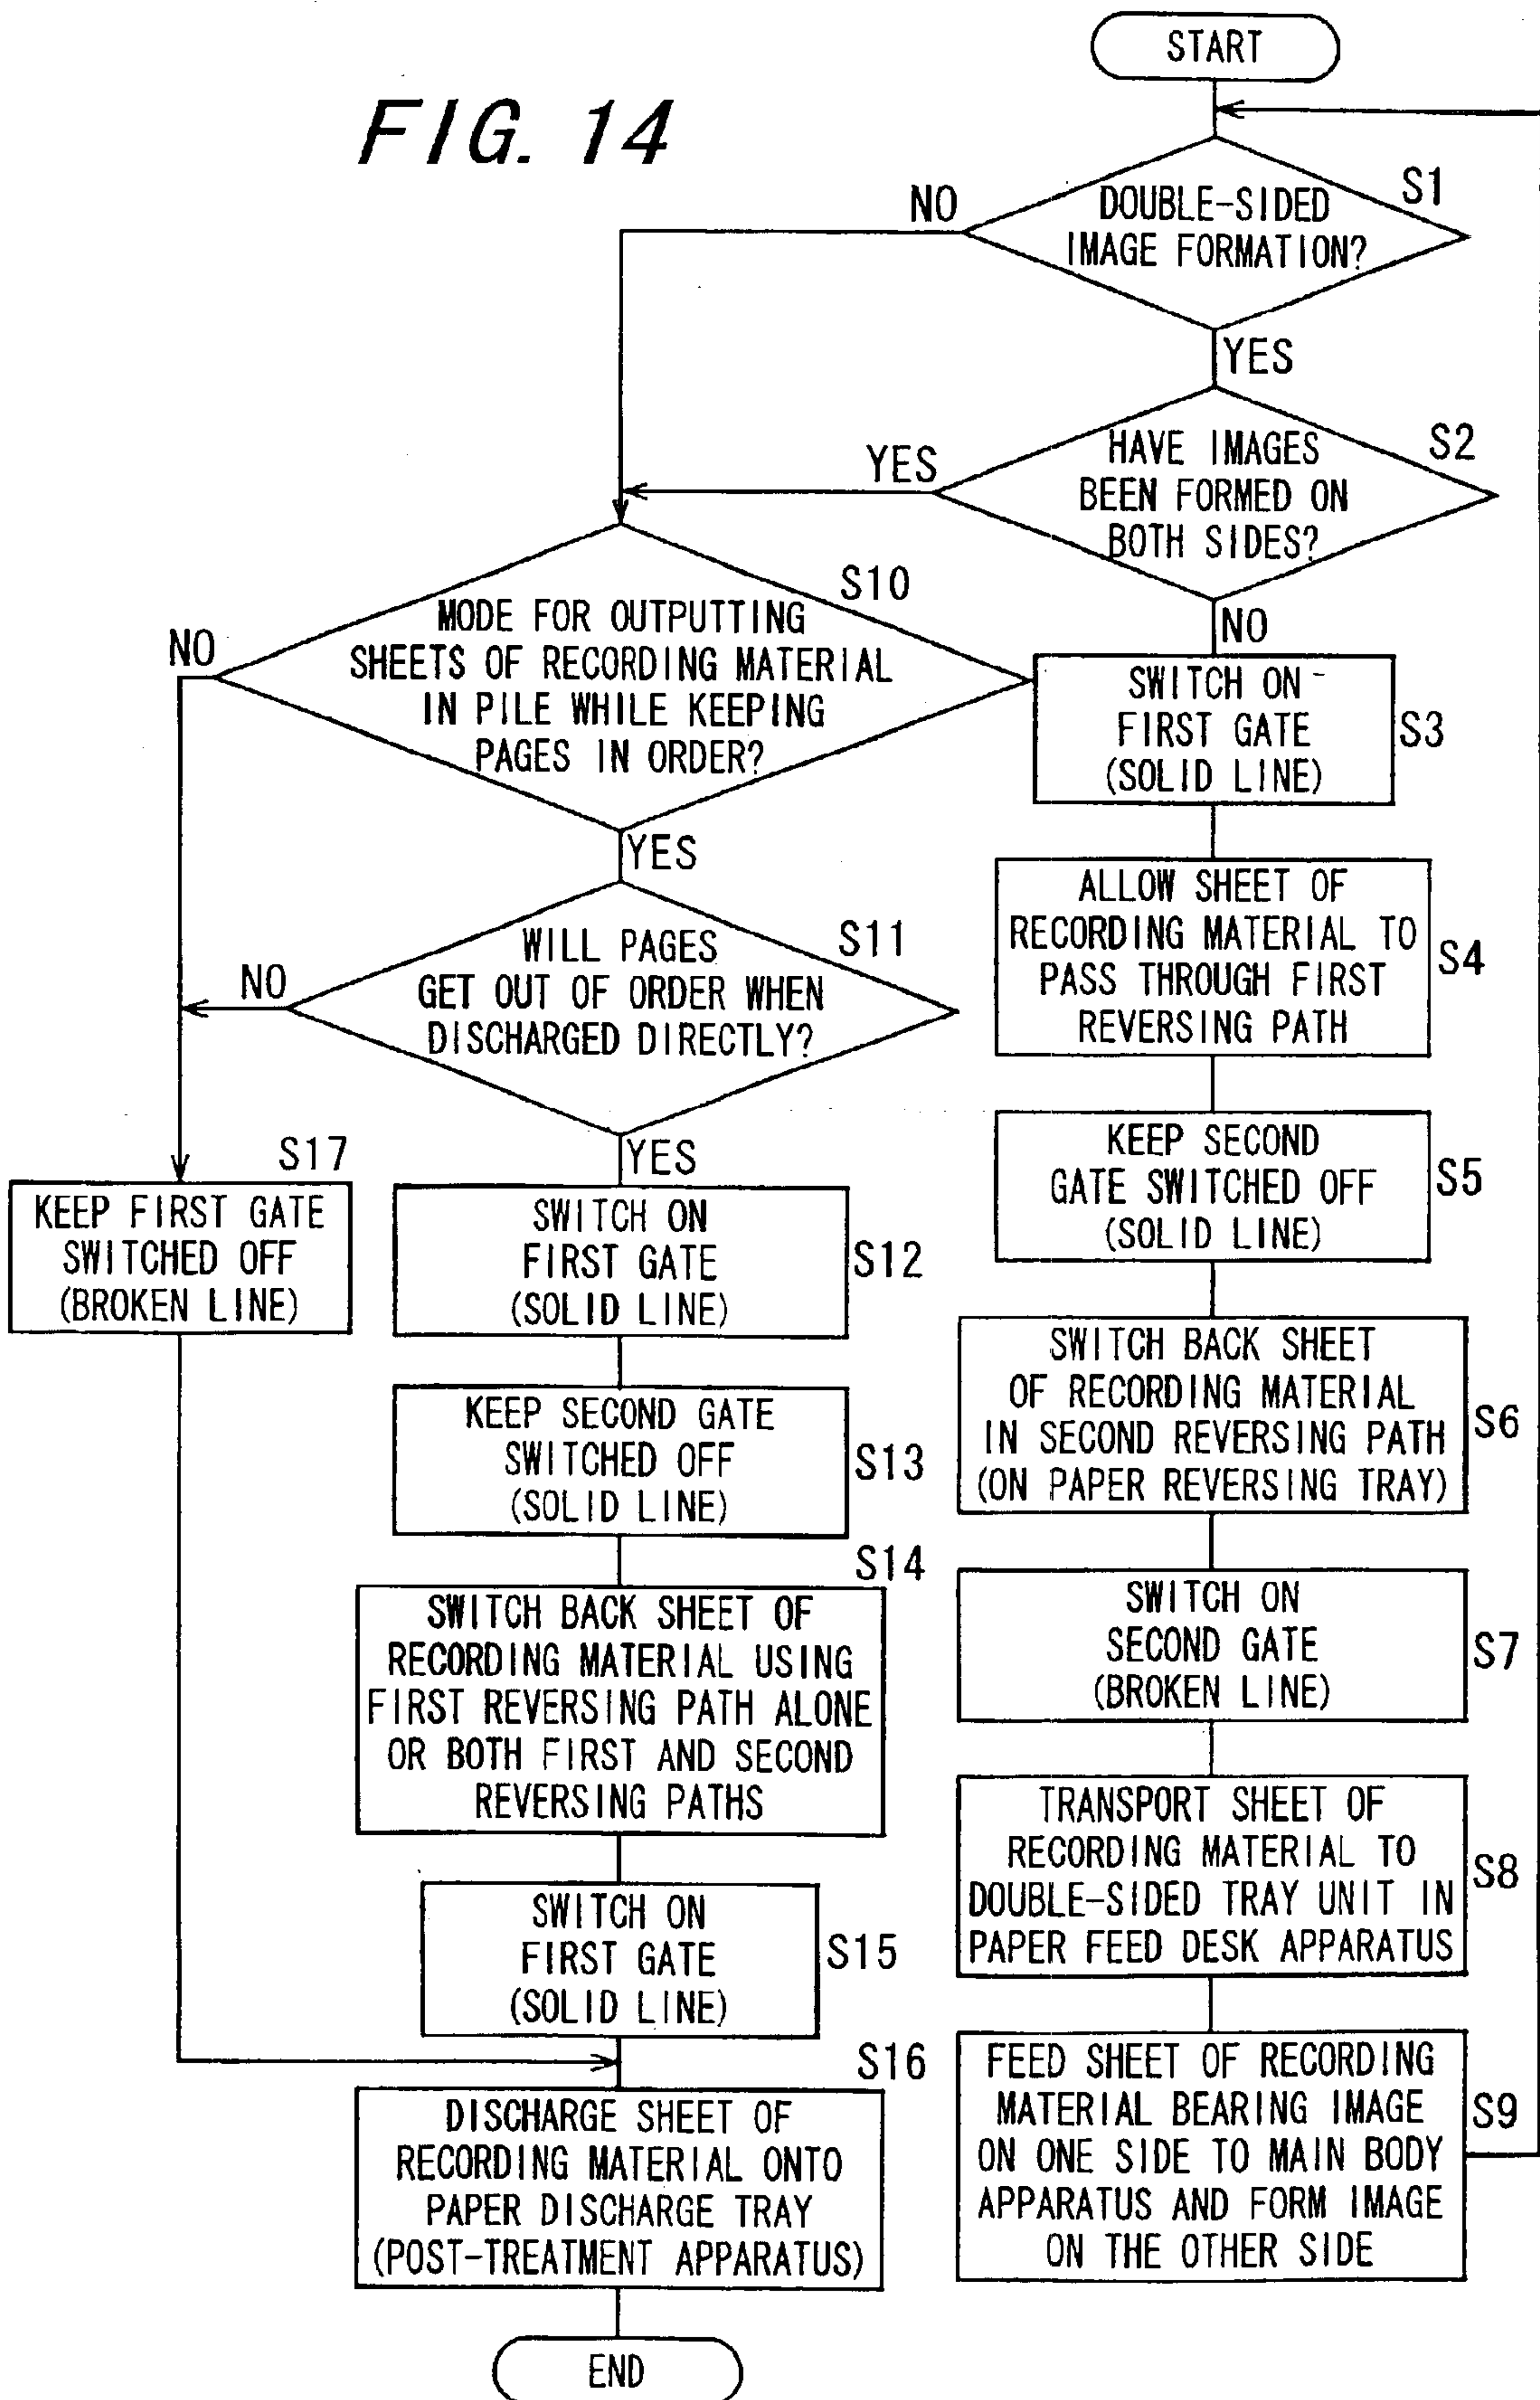 FIG. 14
START
S1
NO
DOUBLE-SIDED
IMAGE FORMATION?
YES
S2
YES
HAVE IMAGES
BEEN FORMED ON
BOTH SIDES?
NO
S10
NO
MODE FOR OUTPUTTING
SHEETS OF RECORDING MATERIAL
IN PILE WHILE KEEPING
PAGES IN ORDER?
YES
SWITCH ON
FIRST GATE
(SOLID LINE)
S3
ALLOW SHEET OF
RECORDING MATERIAL TO
PASS THROUGH FIRST
REVERSING PATH
S4
S11
NO
WILL PAGES
GET OUT OF ORDER WHEN
DISCHARGED DIRECTLY?
YES
KEEP SECOND
GATE SWITCHED OFF
(SOLID LINE)
S5
S17
KEEP FIRST GATE
SWITCHED OFF
(BROKEN LINE)
SWITCH ON
FIRST GATE
(SOLID LINE)
S12
SWITCH BACK SHEET
OF RECORDING MATERIAL
IN SECOND REVERSING PATH
(ON PAPER REVERSING TRAY)
S6
KEEP SECOND GATE
SWITCHED OFF
(SOLID LINE)
S13
S14
SWITCH BACK SHEET OF
RECORDING MATERIAL USING
FIRST REVERSING PATH ALONE
OR BOTH FIRST AND SECOND
REVERSING PATHS
SWITCH ON
SECOND GATE
(BROKEN LINE)
S7
TRANSPORT SHEET OF
RECORDING MATERIAL TO
DOUBLE-SIDED TRAY UNIT IN
PAPER FEED DESK APPARATUS
S8
SWITCH ON
FIRST GATE
(SOLID LINE)
S15
S16
DISCHARGE SHEET OF
RECORDING MATERIAL ONTO
PAPER DISCHARGE TRAY
(POST-TREATMENT APPARATUS)
FEED SHEET OF RECORDING
MATERIAL BEARING IMAGE
ON ONE SIDE TO MAIN BODY
APPARATUS AND FORM IMAGE
ON THE OTHER SIDE
S9
END